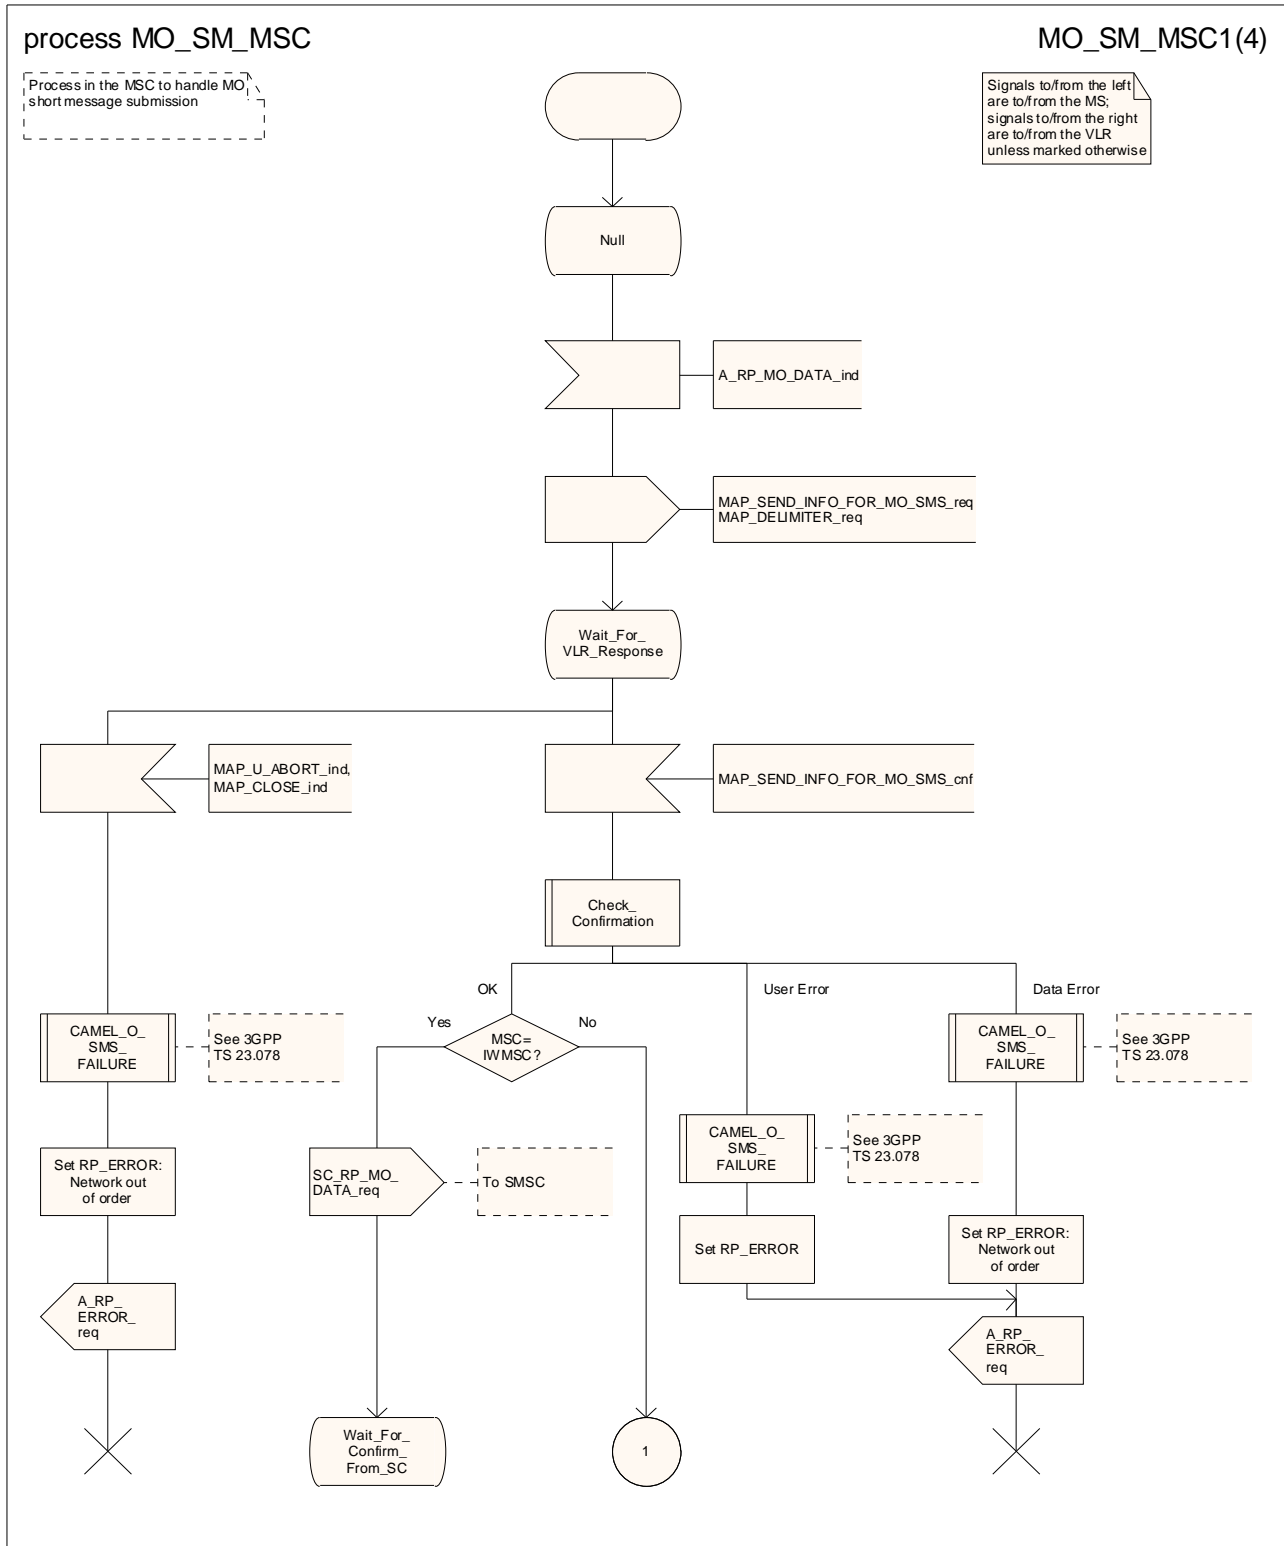 process MO_SM_MSC
MO_SM_MSC1(4)
Process in the MSC to handle MO
short message submission
Signals to/from the left
are to/from the MS;
signals to/from the right
are to/from the VLR
unless marked otherwise
Null
A_RP_MO_DATA_ind
MAP_SEND_INFO_FOR_MO_SMS_req
MAP_DELIMITER_req
Wait_For_
VLR_Response
MAP_U_ABORT_ind,
MAP_CLOSE_ind
MAP_SEND_INFO_FOR_MO_SMS_cnf
Check_
Confirmation
OK
User Error
Data Error
Yes
No
CAMEL_O_
SMS_
FAILURE
See 3GPP
TS 23.078
MSC=
IWMSC?
CAMEL_O_
SMS_
FAILURE
See 3GPP
TS 23.078
CAMEL_O_
SMS_
FAILURE
See 3GPP
TS 23.078
Set RP_ERROR:
Network out
of order
SC_RP_MO_
DATA_req
To SMSC
Set RP_ERROR
Set RP_ERROR:
Network out
of order
A_RP_
ERROR_
req
A_RP_
ERROR_
req
Wait_For_
Confirm_
From_SC
1